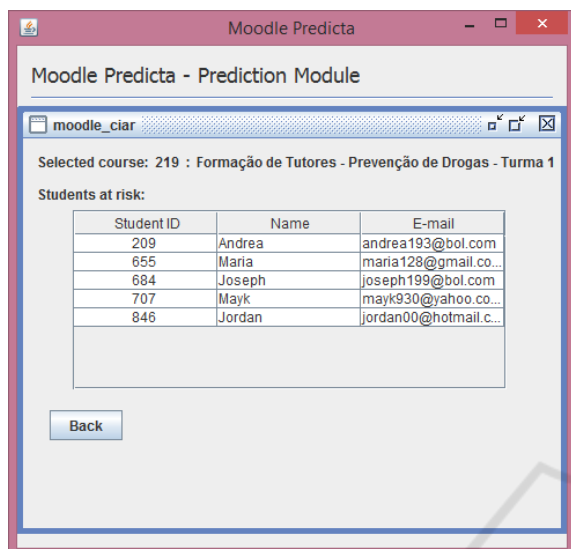 Moodle Predicta
Moodle Predicta - Prediction Module
moodle_ciar
Selected course: 219 : Formação de Tutores - Prevenção de Drogas - Turma 1
Students at risk:
Student ID Name E-mail
209 Andrea andrea193@bol.com
655 Maria maria128@gmail.co...
684 Joseph joseph199@bol.com
707 Mayk mayk930@yahoo.co...
846 Jordan jordan00@hotmail.c...
Back